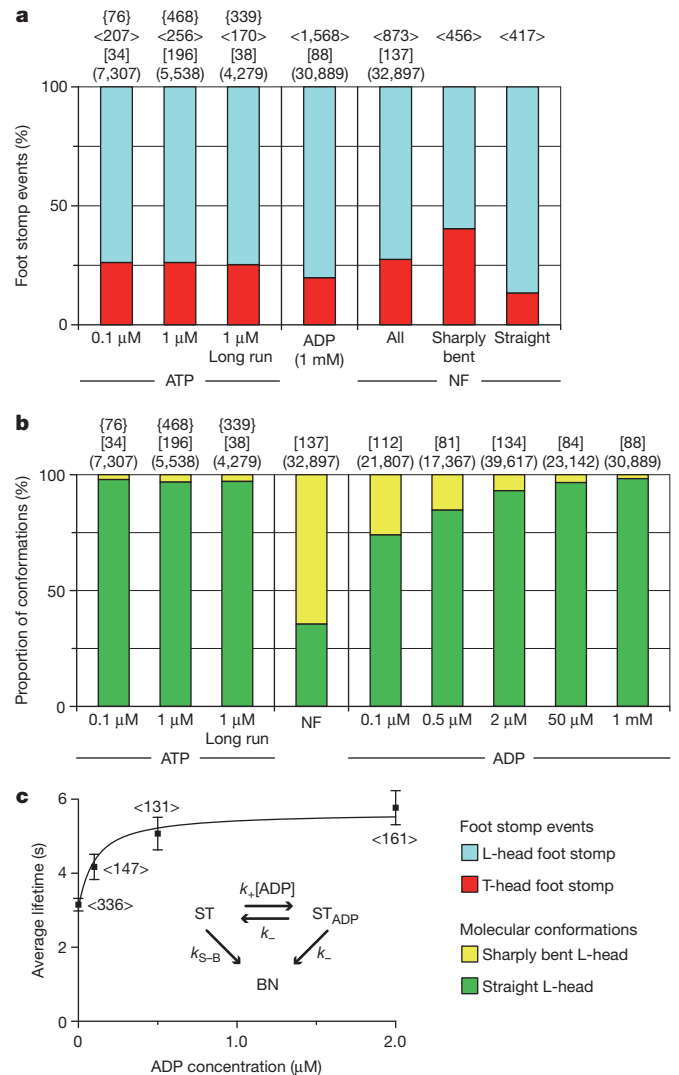 a
{76} {468} {339}
<207> <256> <170> <1,568> <873> <456> <417>
[34] [196] [38] [88] [137]
(7,307) (5,538) (4,279) (30,889) (32,897)
Foot stomp events (%)
100
50
0
0.1 μM 1 μM 1 μM ADP All Sharply Straight
Long run (1 mM) bent
ATP NF
b
{76} {468} {339}
[34] [196] [38] [137] [112] [81] [134] [84] [88]
(7,307) (5,538) (4,279) (32,897) (21,807) (17,367) (39,617) (23,142) (30,889)
Proportion of conformations (%)
100
50
0
0.1 μM 1 μM 1 μM NF 0.1 μM 0.5 μM 2 μM 50 μM 1 mM
Long run
ATP ADP
c
Average lifetime (s)
6
4
2
0
<131>
<147>
<161>
<336>
k+[ADP]
ST STADP
k–
kS–B k–
BN
0 1.0 2.0
ADP concentration (μM)
Foot stomp events
L-head foot stomp
T-head foot stomp
Molecular conformations
Sharply bent L-head
Straight L-head